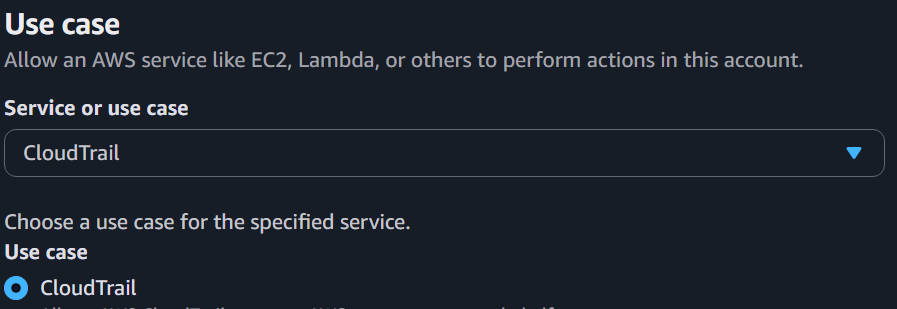 Use case
Allow an AWS service like EC2, Lambda, or others to perform actions in this account.
Service or use case
CloudTrail
Choose a use case for the specified service.
Use case
CloudTrail